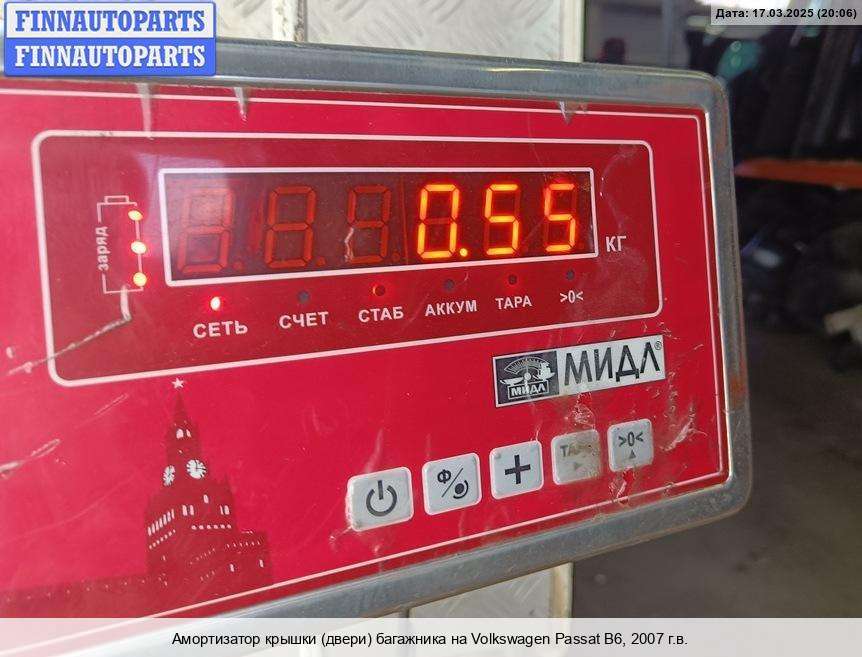 FINNAUTOPARTS
FINNAUTOPARTS
Дата: 17.03.2025 (20:06)
заряд
0.55
КГ
СЕТЬ СЧЕТ СТАБ АККУМ ТАРА >0<
МИДЛ МИДЛ®
Ф/ + ТАРА >0<
Амортизатор крышки (двери) багажника на Volkswagen Passat B6, 2007 г.в.